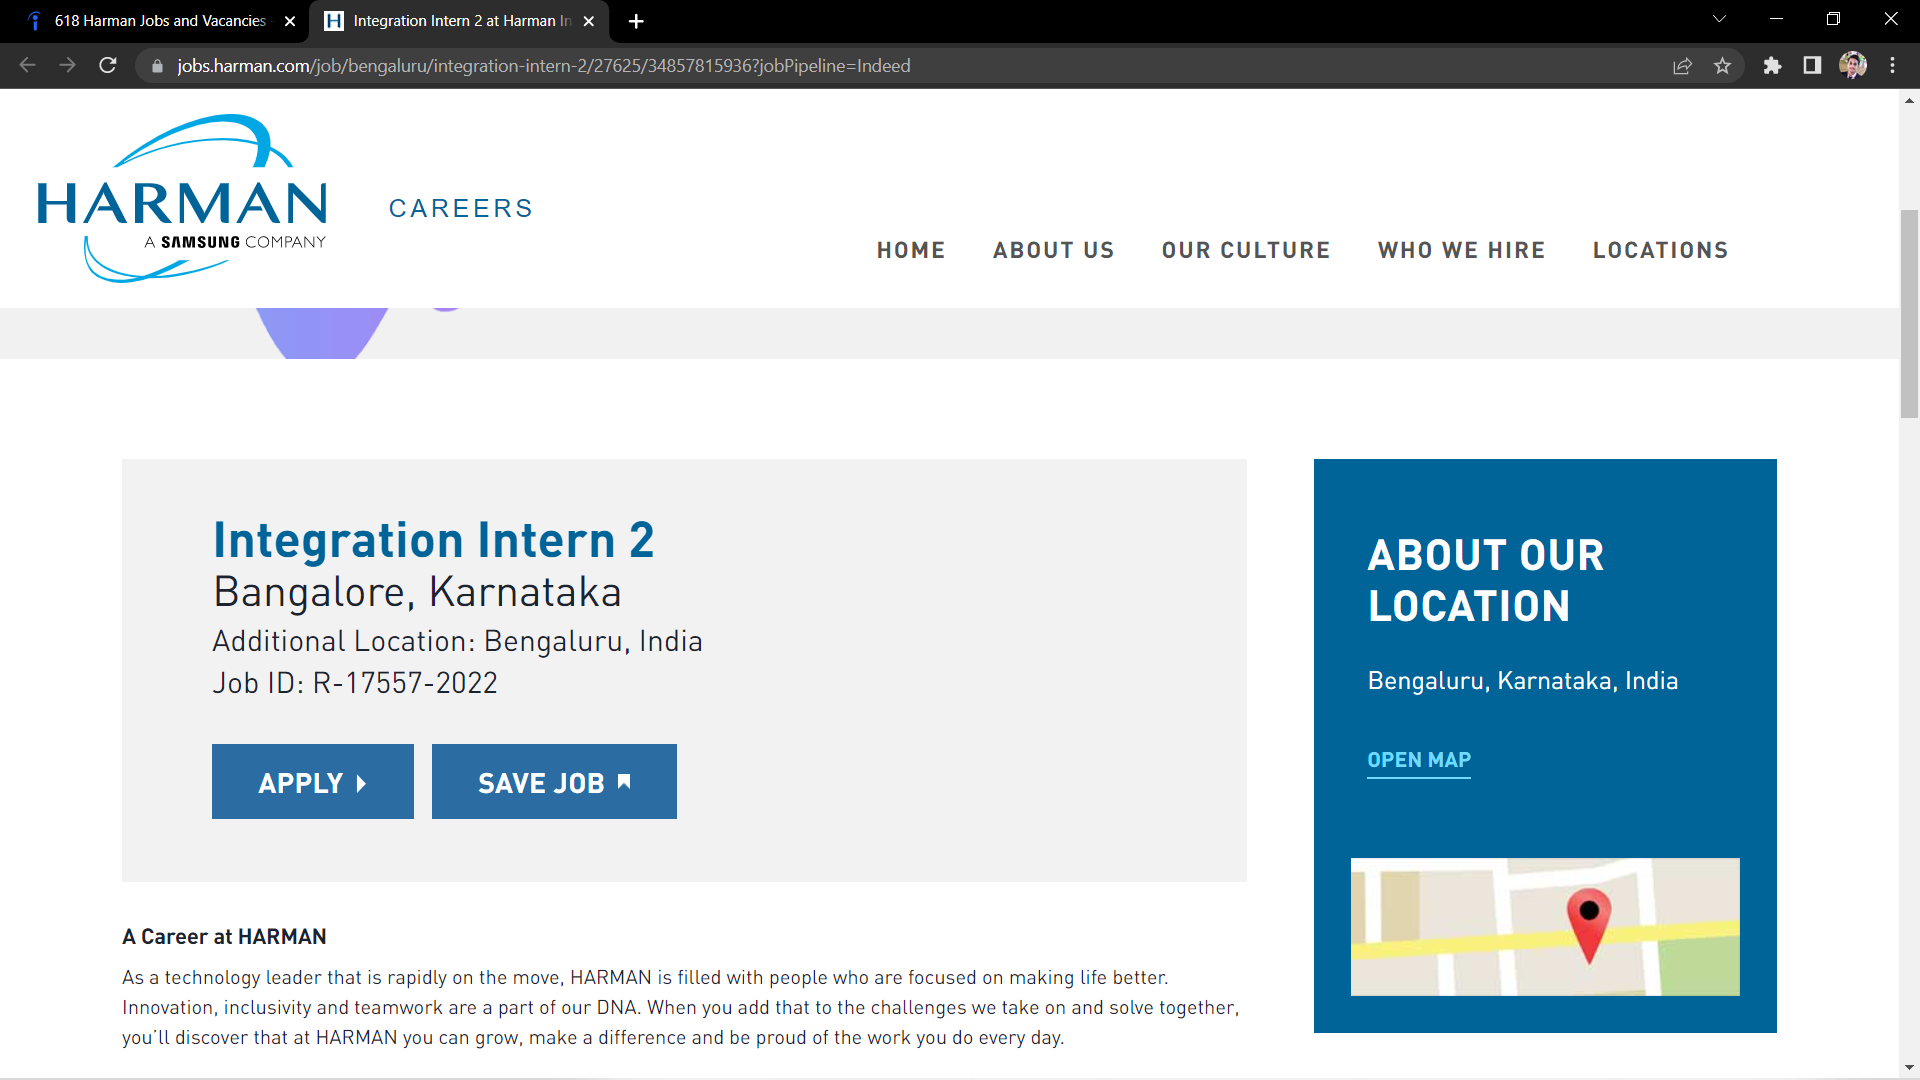 618 Harman Jobs and Vacancies
Integration Intern 2 at Harman In
jobs.harman.com/job/bengaluru/integration-intern-2/27625/34857815936?jobPipeline=Indeed
HARMAN
A SAMSUNG COMPANY
CAREERS
HOME ABOUT US OUR CULTURE WHO WE HIRE LOCATIONS
Integration Intern 2
Bangalore, Karnataka
Additional Location: Bengaluru, India
Job ID: R-17557-2022
APPLY SAVE JOB
A Career at HARMAN
As a technology leader that is rapidly on the move, HARMAN is filled with people who are focused on making life better.
Innovation, inclusivity and teamwork are a part of our DNA. When you add that to the challenges we take on and solve together,
you'll discover that at HARMAN you can grow, make a difference and be proud of the work you do every day.
ABOUT OUR
LOCATION
Bengaluru, Karnataka, India
OPEN MAP